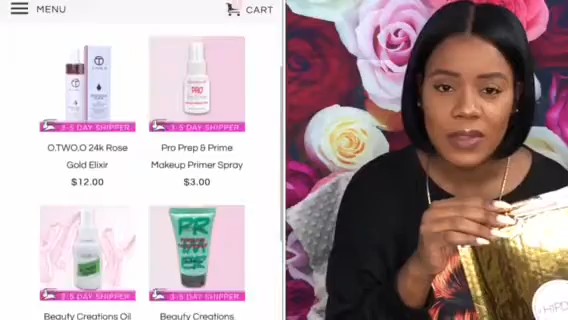 MENU
CART
3-5 DAY SHIPPER
3-5 DAY SHIPPER
O.TWO.O 24k Rose
Gold Elixir
$12.00
PRO
Pro Prep & Prime
Makeup Primer Spray
$3.00
3-5 DAY SHIPPER
3-5 DAY SHIPPER
PR
Beauty Creations Oil
Beauty Creations